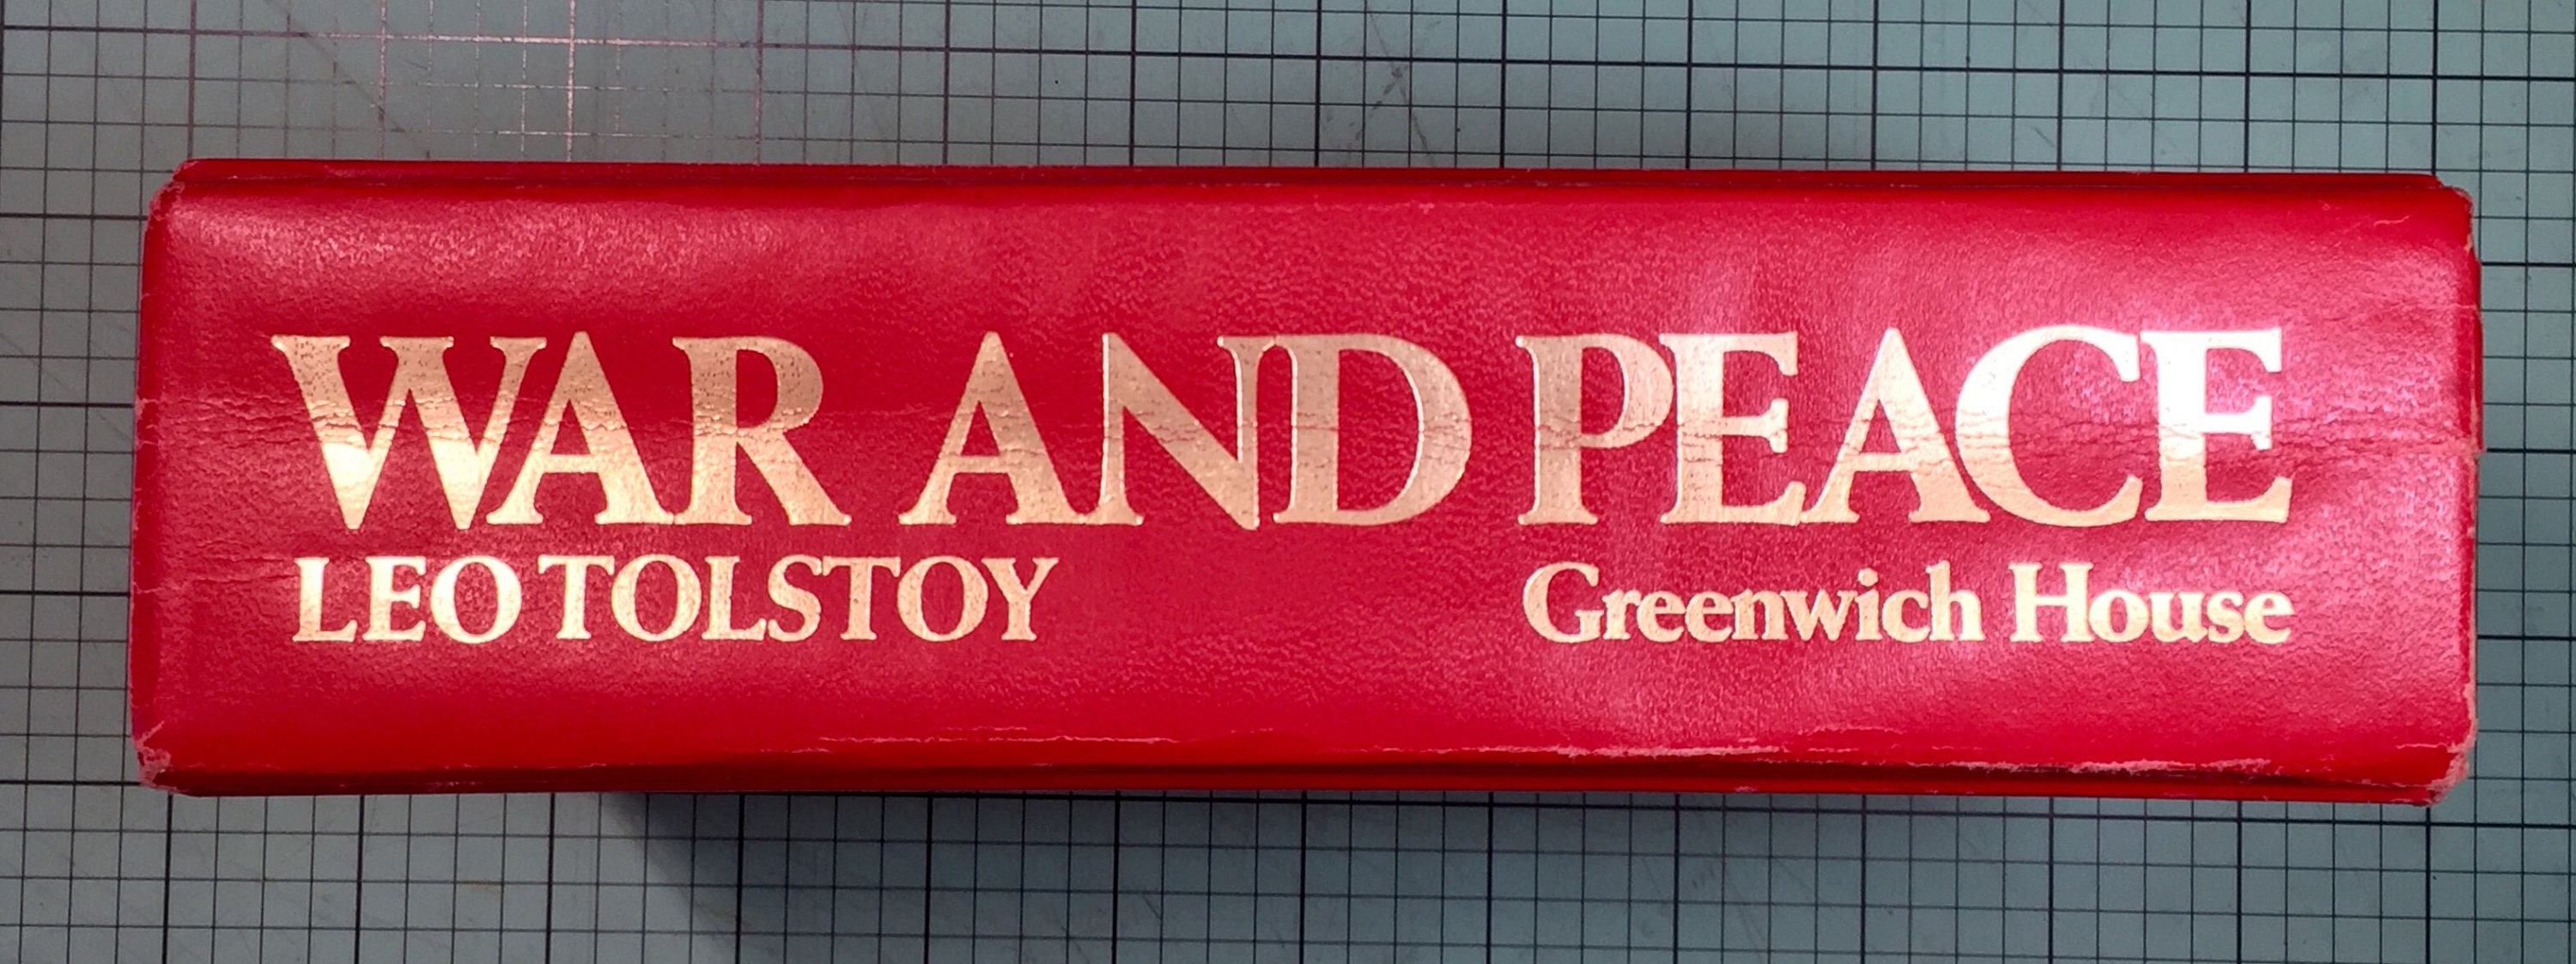 WAR AND PEACE
LEO TOLSTOY Greenwich House